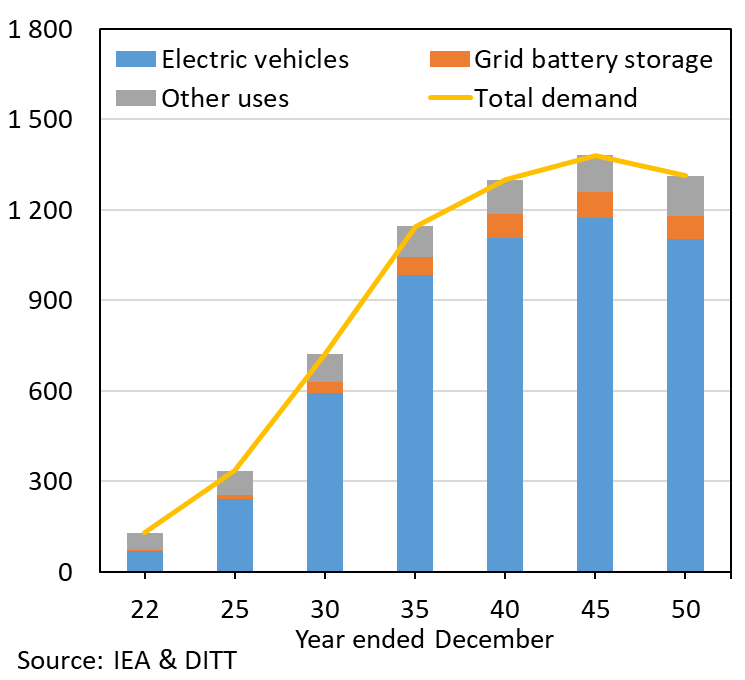 1 800
1 500
1 200
900
600
300
0
Electric vehicles
Grid battery storage
Other uses
Total demand
22 25 30 35 40 45 50
Year ended December
Source: IEA & DITT